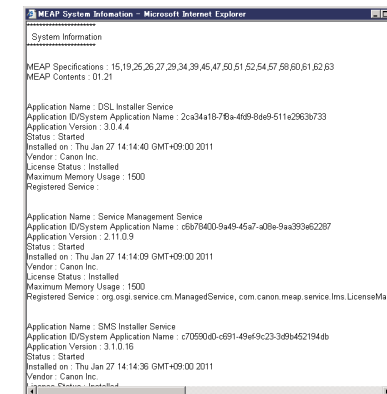 MEAP System Infomation - Microsoft Internet Explorer
**********************
System Information
**********************
MEAP Specifications : 15,19,25,26,27,29,34,39,45,47,50,51,52,54,57,58,60,61,62,63
MEAP Contents : 01.21
Application Name : DSL Installer Service
Application ID/System Application Name : 2ca34a18-7f8a-4fd9-8de9-511e2963b733
Application Version : 3.0.4.4
Status : Started
Installed on : Thu Jan 27 14:14:40 GMT+09:00 2011
Vendor : Canon Inc.
License Status : Installed
Maximum Memory Usage : 1500
Registered Service :
Application Name : Service Management Service
Application ID/System Application Name : c6b78400-9a49-45a7-a08e-9aa393e62287
Application Version : 2.11.0.9
Status : Started
Installed on : Thu Jan 27 14:14:09 GMT+09:00 2011
Vendor : Canon Inc.
License Status : Installed
Maximum Memory Usage : 1500
Registered Service : org.osgi.service.cm.ManagedService, com.canon.meap.service.lms.LicenseMa
Application Name : SMS Installer Service
Application ID/System Application Name : c70590d0-c691-49ef-9c23-3d9b452194db
Application Version : 3.1.0.16
Status : Started
Installed on : Thu Jan 27 14:14:36 GMT+09:00 2011
Vendor : Canon Inc.
License Status : Installed